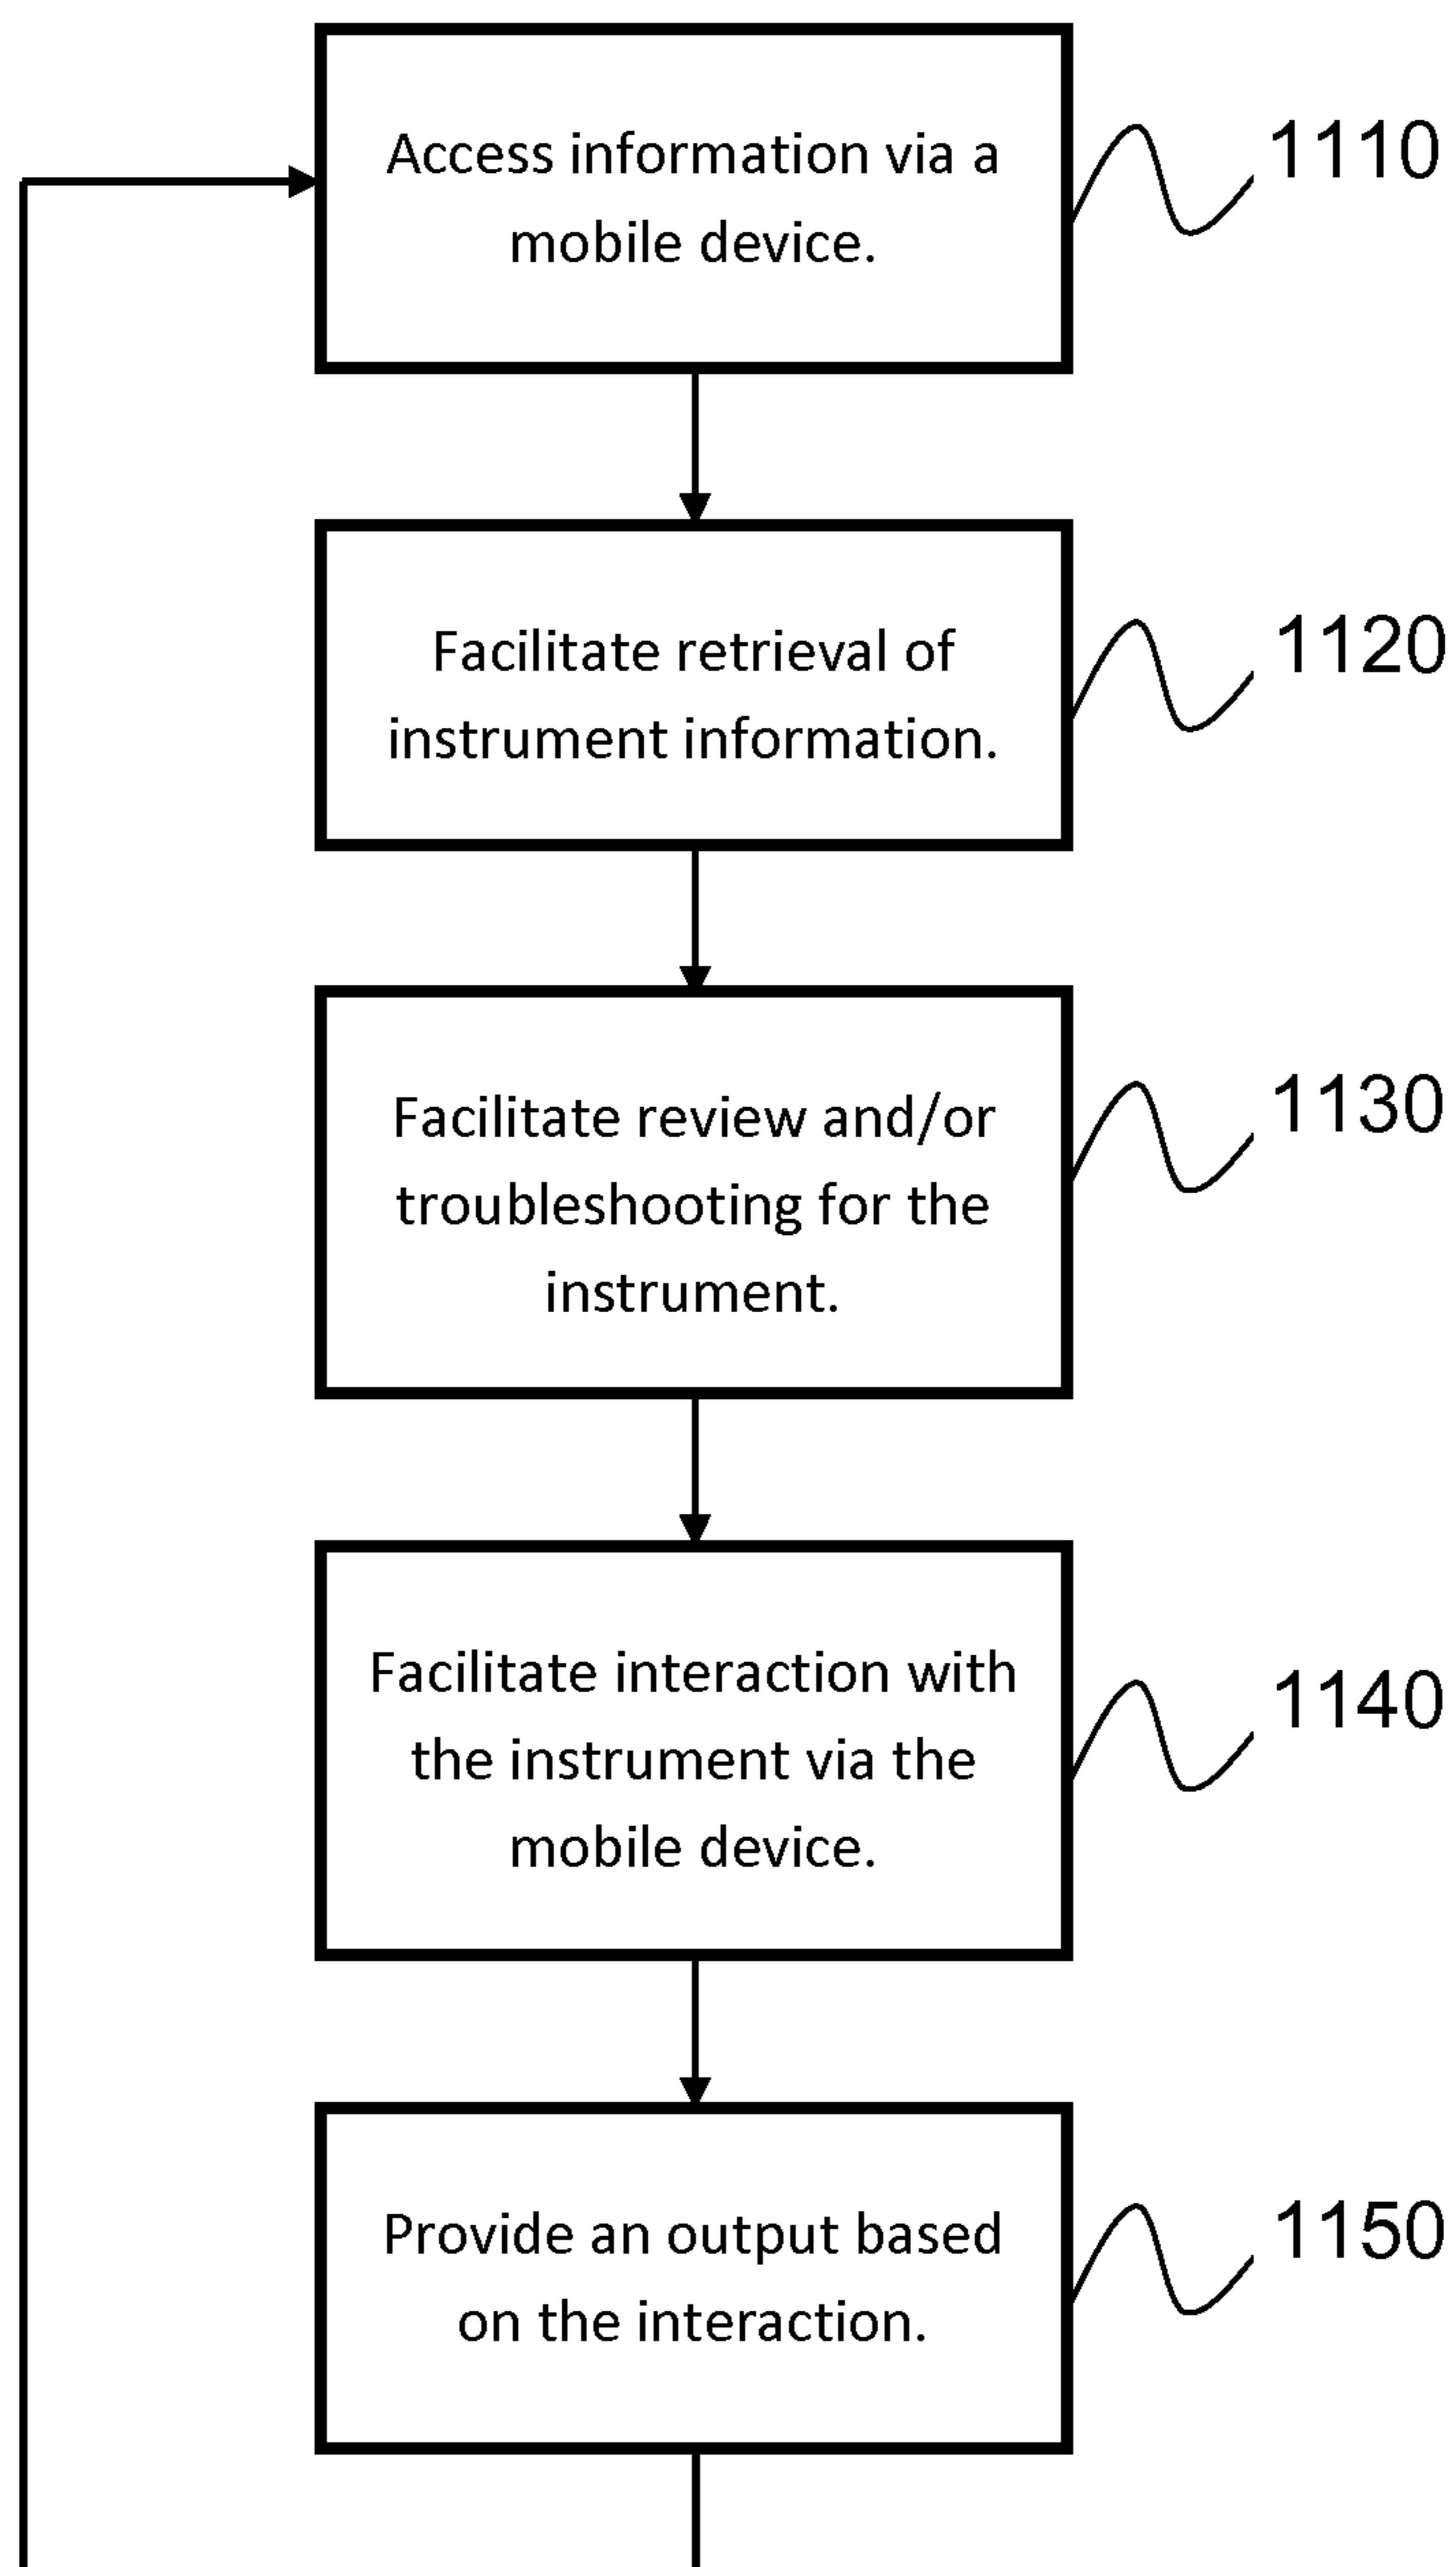 Access information via a
mobile device.
1110
Facilitate retrieval of
instrument information.
1120
Facilitate review and/or
troubleshooting for the
instrument.
1130
Facilitate interaction with
the instrument via the
mobile device.
1140
Provide an output based
on the interaction.
1150